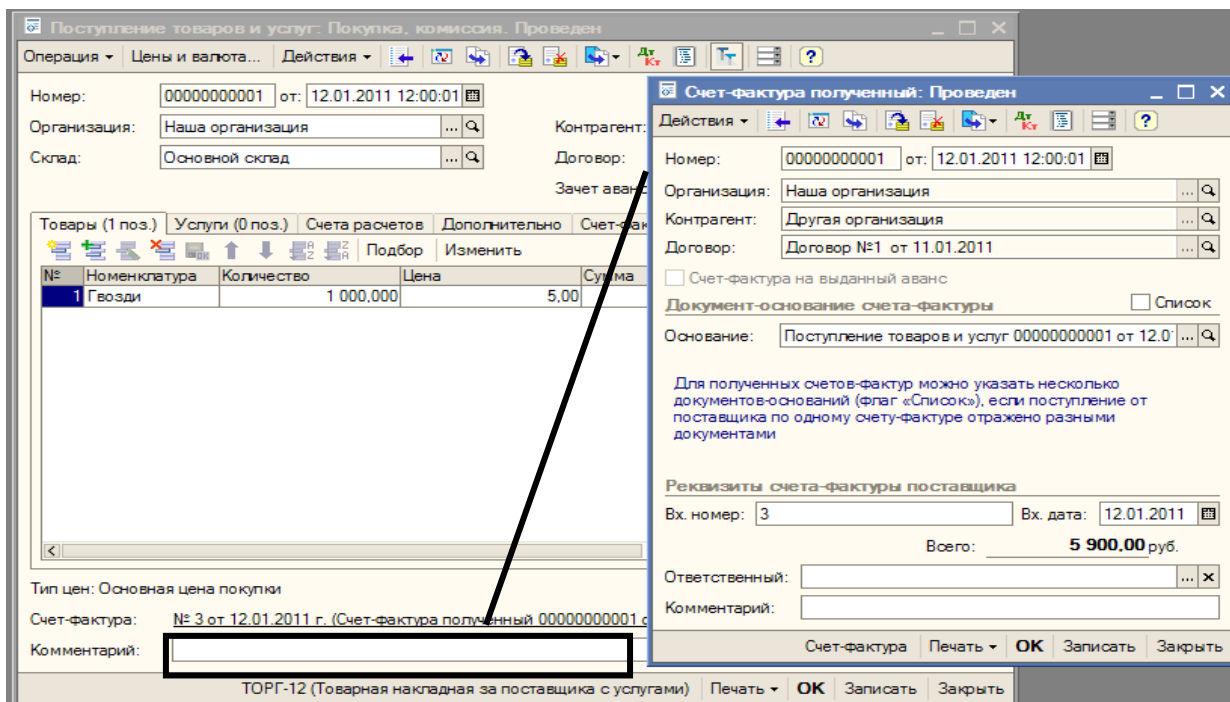 Поступление товаров и услуг: Покупка, комиссия. Проведен
Операция Цены и валюта... Действия
Номер: 00000000001 от: 12.01.2011 12:00:01
Организация: Наша организация ... Контрагент:
Склад: Основной склад ... Договор:
Зачет аванс
Товары (1 поз.) Услуги (0 поз.) Счета расчетов Дополнительно Счет-фак
Подбор Изменить
№ Номенклатура Количество Цена Сумма
1 Гвозди 1 000,000 5,00
Тип цен: Основная цена покупки
Счет-фактура: № 3 от 12.01.2011 г. (Счет-фактура полученный 00000000001 о
Комментарий:
ТОРГ-12 (Товарная накладная за поставщика с услугами) Печать OK Записать Закрыть
Счет-фактура полученный: Проведен
Действия
Номер: 00000000001 от: 12.01.2011 12:00:01
Организация: Наша организация ...
Контрагент: Другая организация ...
Договор: Договор №1 от 11.01.2011 ...
Счет-фактура на выданный аванс
Документ-основание счета-фактуры Список
Основание: Поступление товаров и услуг 00000000001 от 12.0 ...
Для полученных счетов-фактур можно указать несколько
документов-оснований (флаг «Список»), если поступление от
поставщика по одному счету-фактуре отражено разными
документами
Реквизиты счета-фактуры поставщика
Вх. номер: 3 Вх. дата: 12.01.2011
Всего: 5 900,00 руб.
Ответственный: ... x
Комментарий:
Счет-фактура Печать OK Записать Закрыть